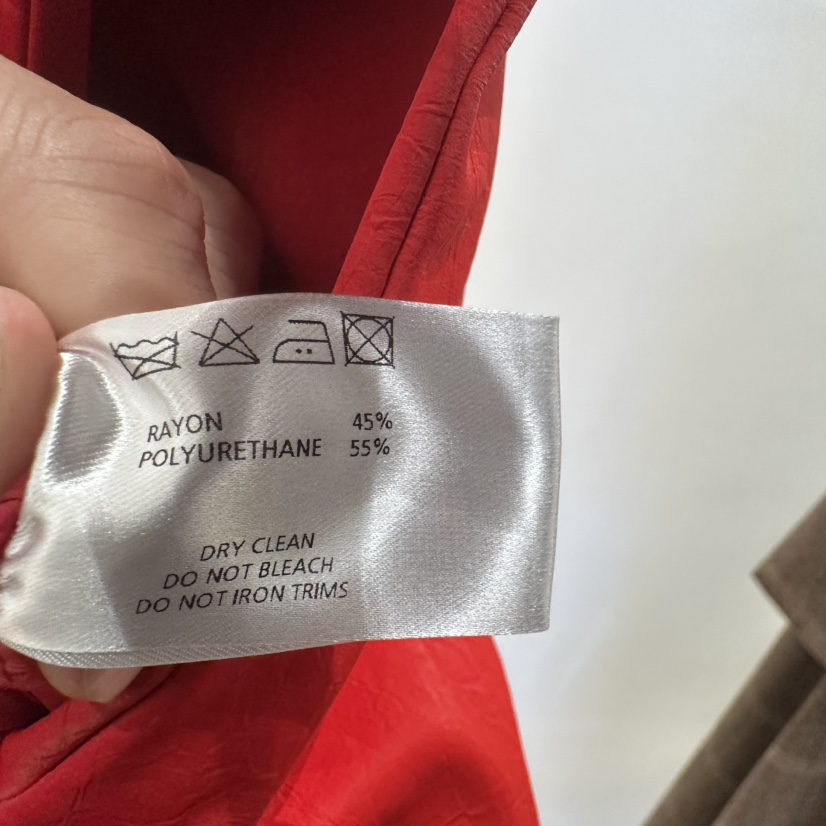 RAYON 45%
POLYURETHANE 55%
DRY CLEAN
DO NOT BLEACH
DO NOT IRON TRIMS